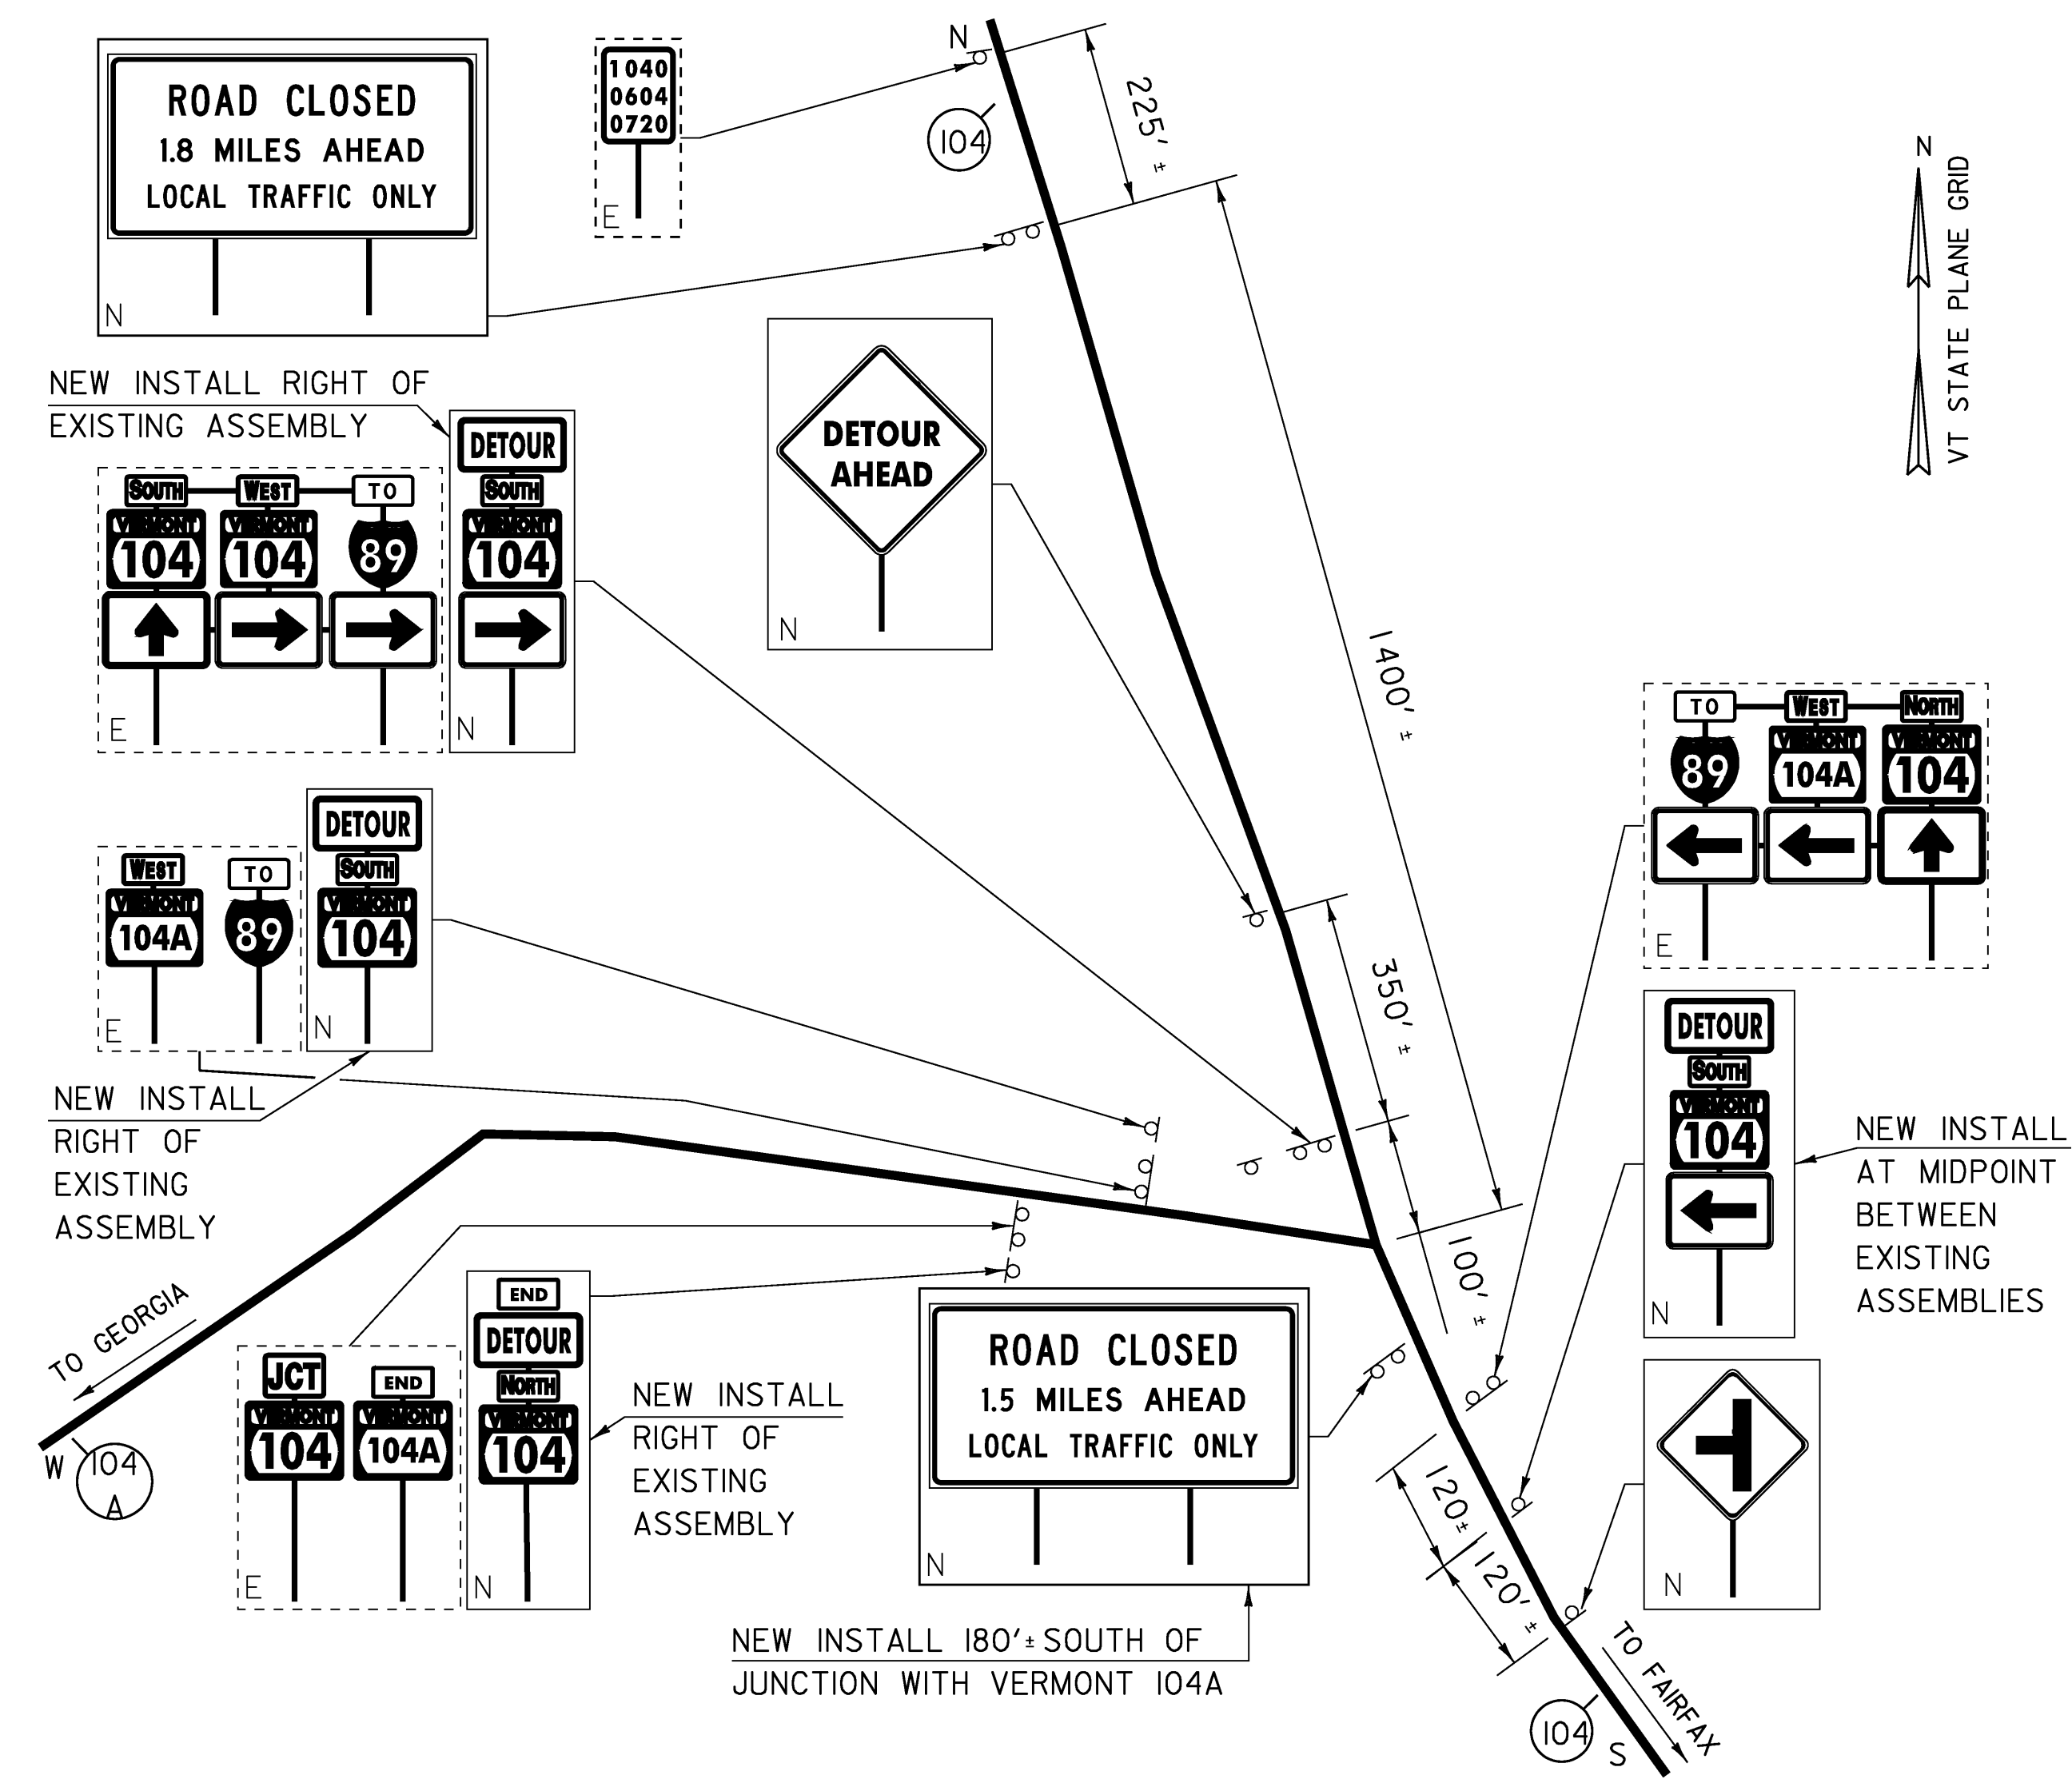 ROAD CLOSED
1.8 MILES AHEAD
LOCAL TRAFFIC ONLY
N
1040
0604
0720
E
N
104
225'±
N
VT STATE PLANE GRID
NEW INSTALL RIGHT OF
EXISTING ASSEMBLY
SOUTH WEST TO
VERMONT VERMONT
104 104 89
E
DETOUR
SOUTH
VERMONT
104
N
DETOUR
AHEAD
N
1400'±
350'±
100'±
TO WEST NORTH
VERMONT VERMONT
89 104A 104
E
WEST TO
VERMONT
104A 89
E
DETOUR
SOUTH
VERMONT
104
N
NEW INSTALL
RIGHT OF
EXISTING
ASSEMBLY
DETOUR
SOUTH
VERMONT
104
N
NEW INSTALL
AT MIDPOINT
BETWEEN
EXISTING
ASSEMBLIES
TO GEORGIA
W
104
A
JCT END
VERMONT VERMONT
104 104A
E
END
DETOUR
NORTH
VERMONT
104
N
NEW INSTALL
RIGHT OF
EXISTING
ASSEMBLY
ROAD CLOSED
1.5 MILES AHEAD
LOCAL TRAFFIC ONLY
N
NEW INSTALL 180'± SOUTH OF
JUNCTION WITH VERMONT 104A
120±
120'±
N
TO FAIRFAX
104
S